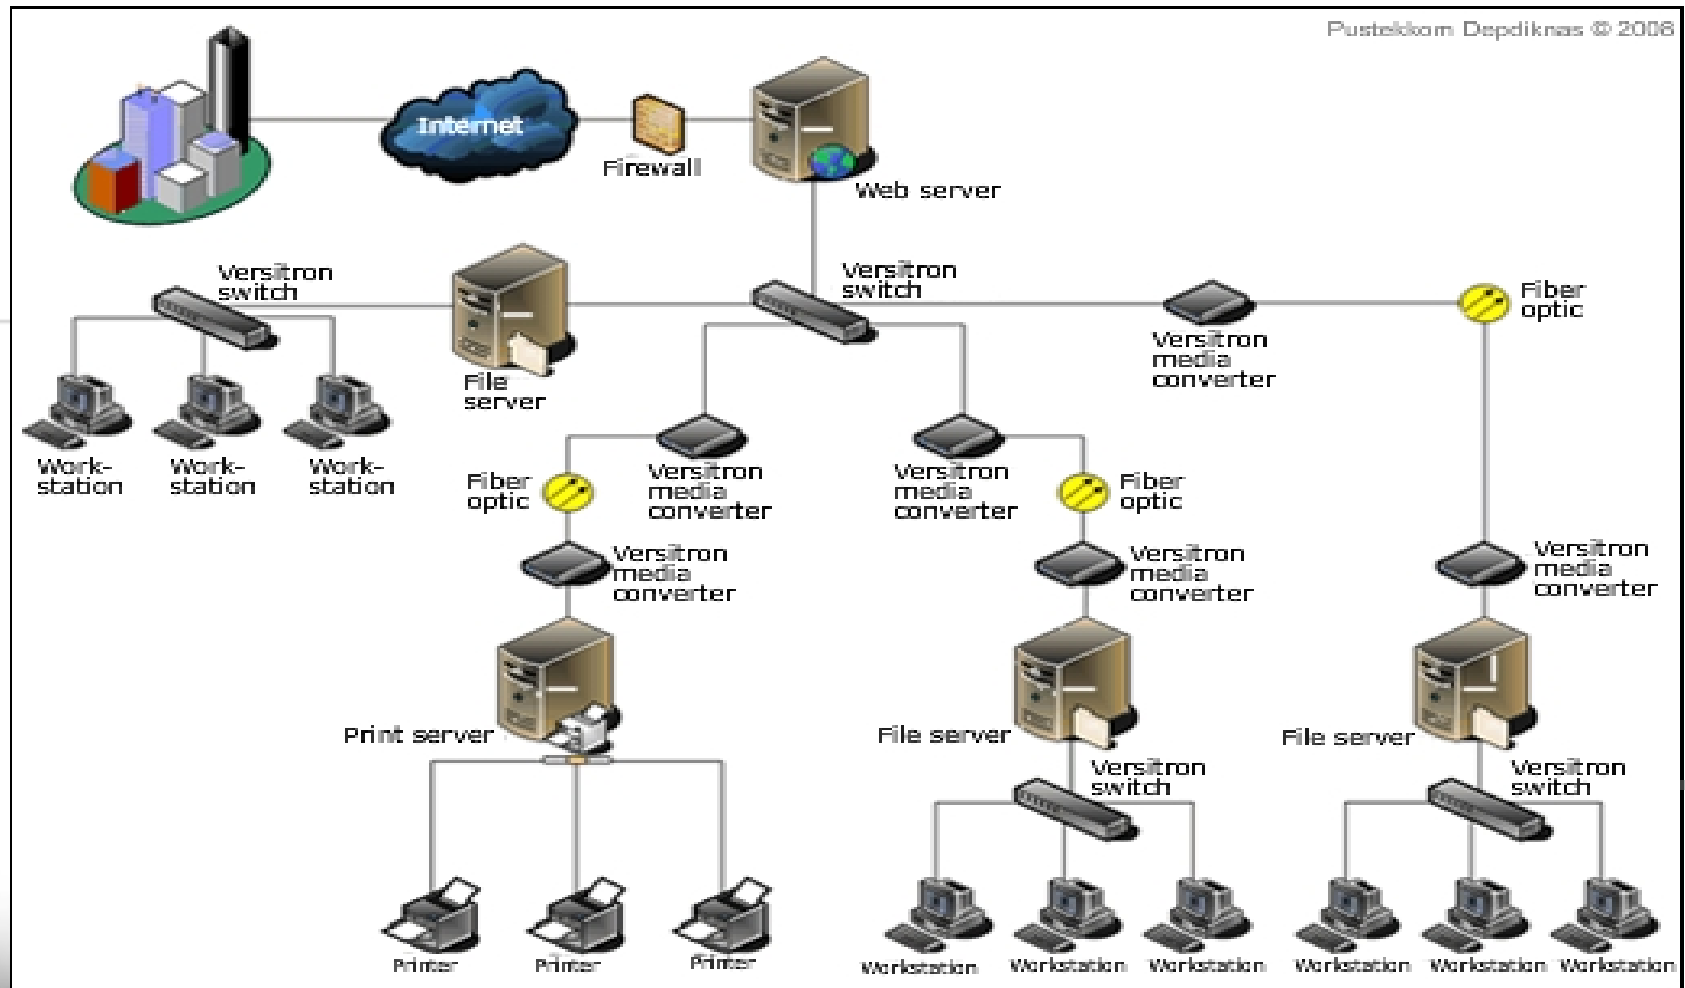 Pustekkom Depdiknas © 2008
Internet
Firewall
Web server
Versitron
switch
File
server
Versitron
switch
Versitron
media
converter
Fiber
optic
Work-
station
Work-
station
Work-
station
Fiber
optic
Versitron
media
converter
Versitron
media
converter
Fiber
optic
Versitron
media
converter
Versitron
media
converter
Versitron
media
converter
Print server
File server
File server
Versitron
switch
Versitron
switch
Printer
Printer
Printer
Workstation
Workstation
Workstation
Workstation
Workstation
Workstation